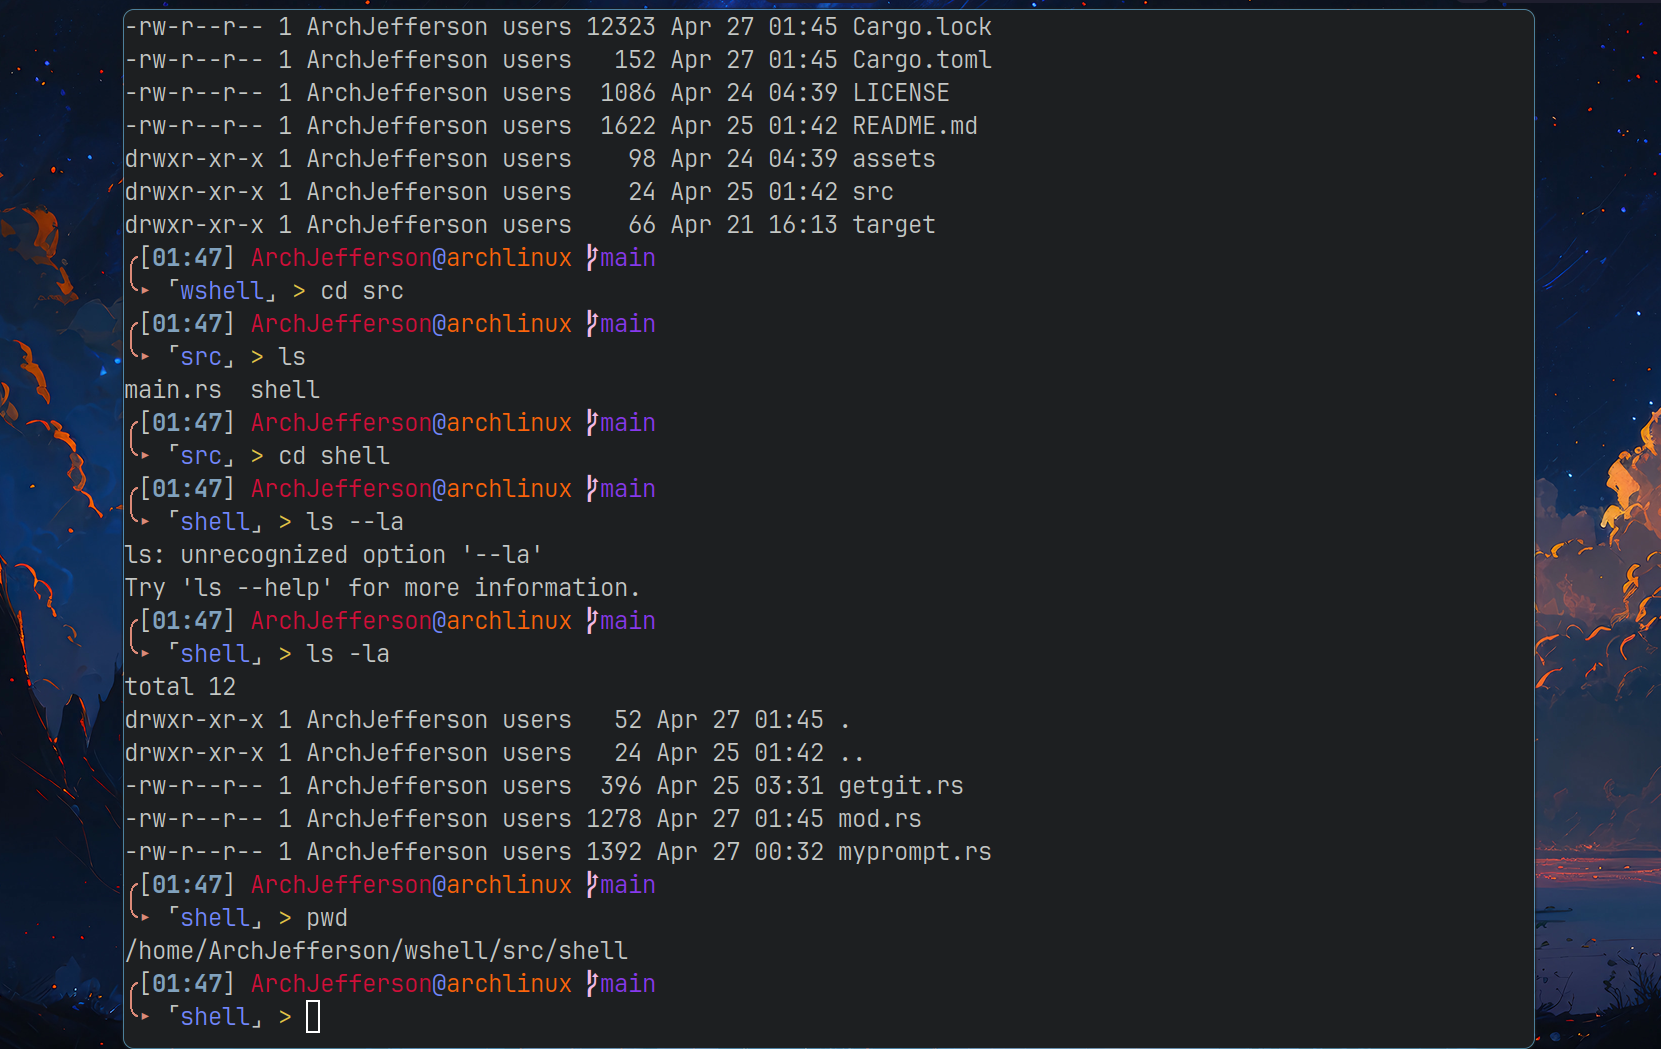 -rw-r--r-- 1 ArchJefferson users 12323 Apr 27 01:45 Cargo.lock
-rw-r--r-- 1 ArchJefferson users   152 Apr 27 01:45 Cargo.toml
-rw-r--r-- 1 ArchJefferson users  1086 Apr 24 04:39 LICENSE
-rw-r--r-- 1 ArchJefferson users  1622 Apr 25 01:42 README.md
drwxr-xr-x 1 ArchJefferson users    98 Apr 24 04:39 assets
drwxr-xr-x 1 ArchJefferson users    24 Apr 25 01:42 src
drwxr-xr-x 1 ArchJefferson users    66 Apr 21 16:13 target
╭[01:47] ArchJefferson@archlinux ᚬmain
╰‣ ⌜wshell⌟ > cd src
╭[01:47] ArchJefferson@archlinux ᚬmain
╰‣ ⌜src⌟ > ls
main.rs  shell
╭[01:47] ArchJefferson@archlinux ᚬmain
╰‣ ⌜src⌟ > cd shell
╭[01:47] ArchJefferson@archlinux ᚬmain
╰‣ ⌜shell⌟ > ls --la
ls: unrecognized option '--la'
Try 'ls --help' for more information.
╭[01:47] ArchJefferson@archlinux ᚬmain
╰‣ ⌜shell⌟ > ls -la
total 12
drwxr-xr-x 1 ArchJefferson users   52 Apr 27 01:45 .
drwxr-xr-x 1 ArchJefferson users   24 Apr 25 01:42 ..
-rw-r--r-- 1 ArchJefferson users  396 Apr 25 03:31 getgit.rs
-rw-r--r-- 1 ArchJefferson users 1278 Apr 27 01:45 mod.rs
-rw-r--r-- 1 ArchJefferson users 1392 Apr 27 00:32 myprompt.rs
╭[01:47] ArchJefferson@archlinux ᚬmain
╰‣ ⌜shell⌟ > pwd
/home/ArchJefferson/wshell/src/shell
╭[01:47] ArchJefferson@archlinux ᚬmain
╰‣ ⌜shell⌟ >